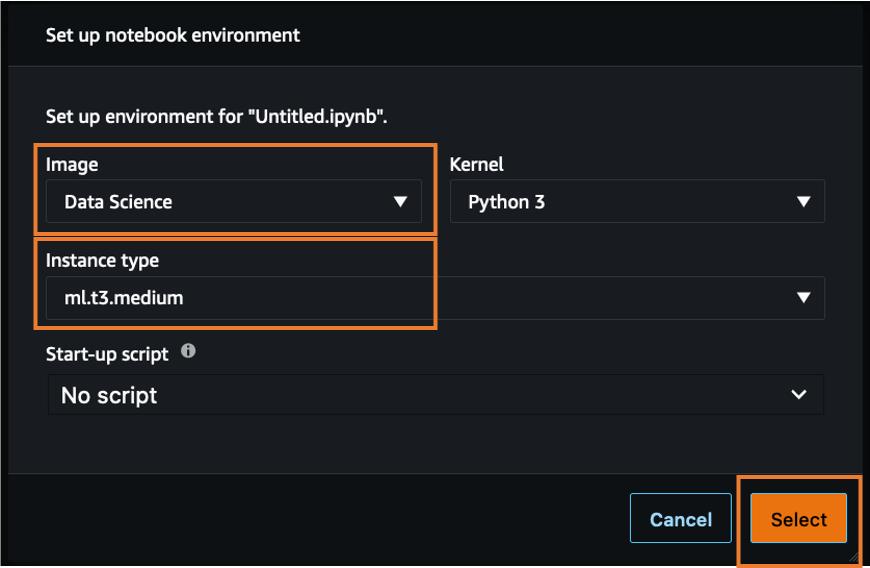 Set up notebook environment
Set up environment for "Untitled.ipynb".
Image
Kernel
Data Science
Python 3
Instance type
ml.t3.medium
Start-up script
No script
Cancel
Select